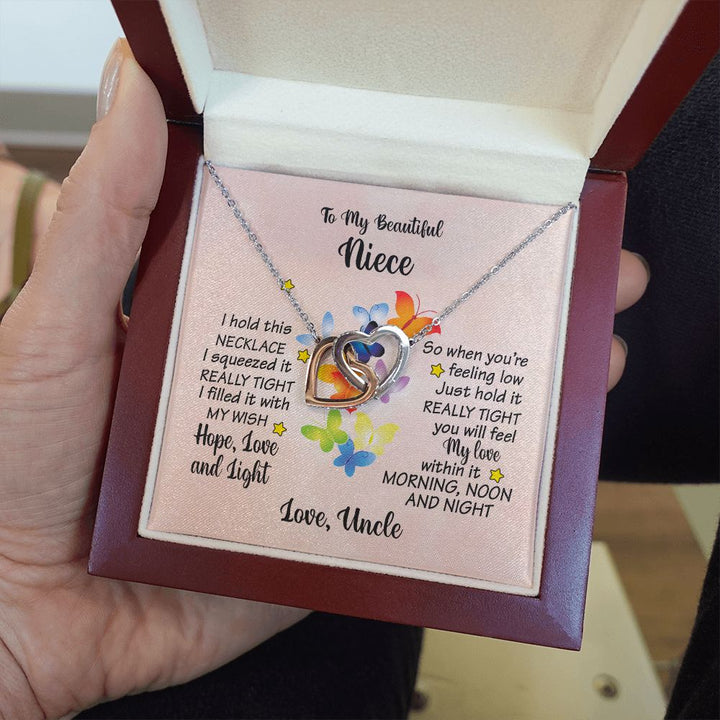 To My Beautiful
Niece
I hold this
NECKLACE
I squeezed it
REALLY TIGHT
I filled it with
MY WISH
Hope, Love
and Light
So when you're
feeling low
Just hold it
REALLY TIGHT
you will feel
My love
within it
MORNING, NOON
AND NIGHT
Love, Uncle